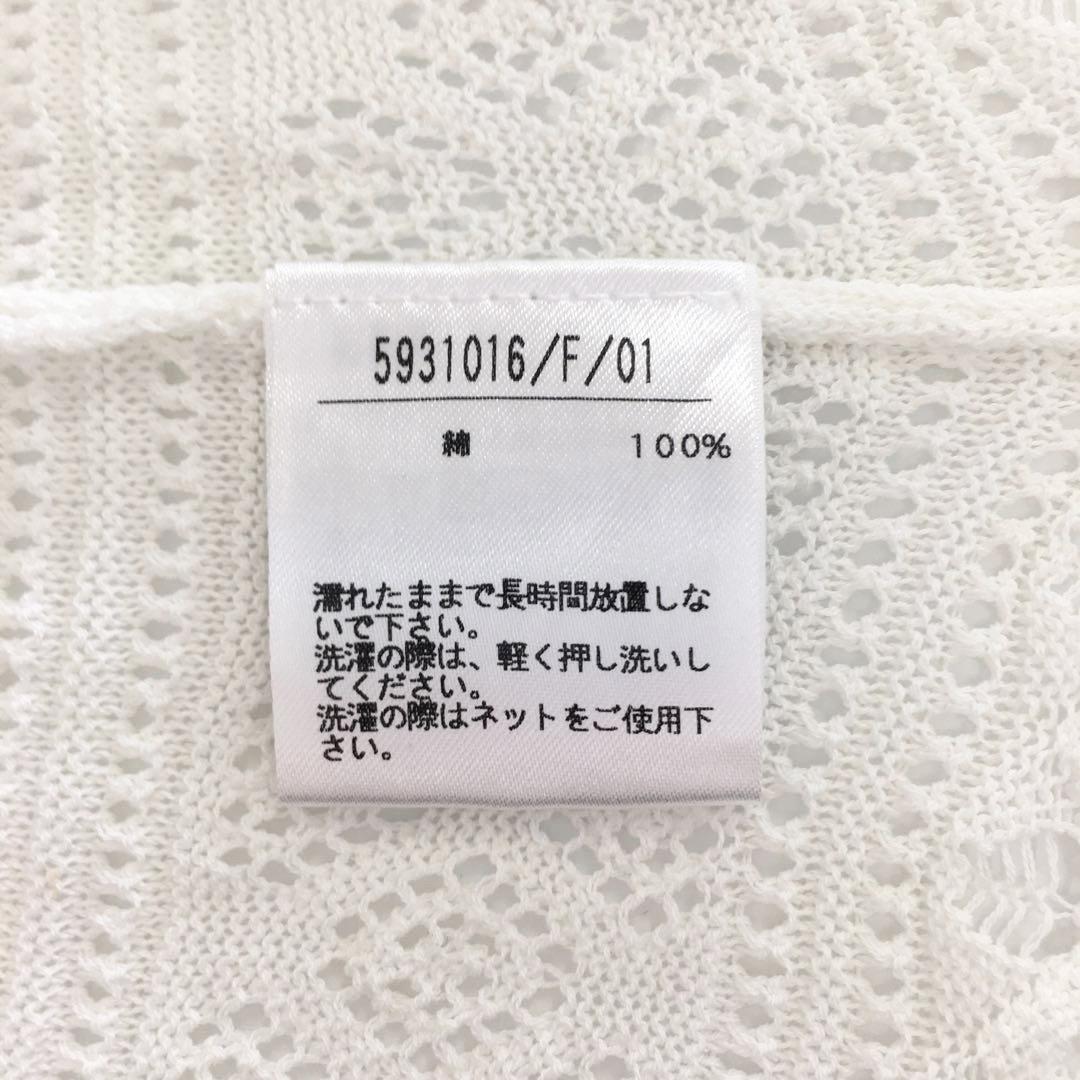 5931016/F/01
綿 100%
濡れたままで長時間放置しな
いで下さい。
洗濯の際は、軽く押し洗いし
てください。
洗濯の際はネットをご使用下
さい。